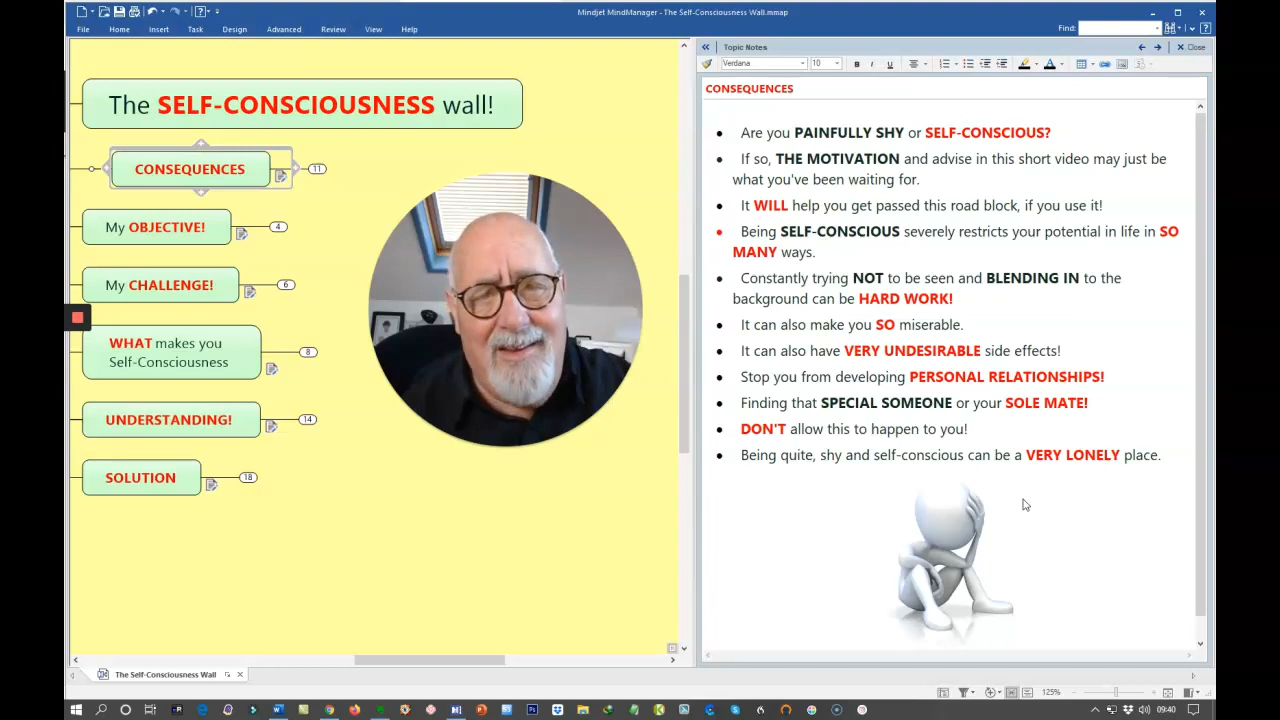 Mindjet MindManager - The Self-Consciousness Wall.mmap
File Home Insert Task Design Advanced Review View Help
Find:
Topic Notes
Close
Verdana 10 B I U A
CONSEQUENCES
The SELF-CONSCIOUSNESS wall!
CONSEQUENCES 11
My OBJECTIVE! 4
My CHALLENGE! 6
WHAT makes you
Self-Consciousness 8
UNDERSTANDING! 14
SOLUTION 18
Are you PAINFULLY SHY or SELF-CONSCIOUS?
If so, THE MOTIVATION and advise in this short video may just be
what you've been waiting for.
It WILL help you get passed this road block, if you use it!
Being SELF-CONSCIOUS severely restricts your potential in life in SO
MANY ways.
Constantly trying NOT to be seen and BLENDING IN to the
background can be HARD WORK!
It can also make you SO miserable.
It can also have VERY UNDESIRABLE side effects!
Stop you from developing PERSONAL RELATIONSHIPS!
Finding that SPECIAL SOMEONE or your SOLE MATE!
DON'T allow this to happen to you!
Being quite, shy and self-conscious can be a VERY LONELY place.
The Self-Consciousness Wall
125%
09:40